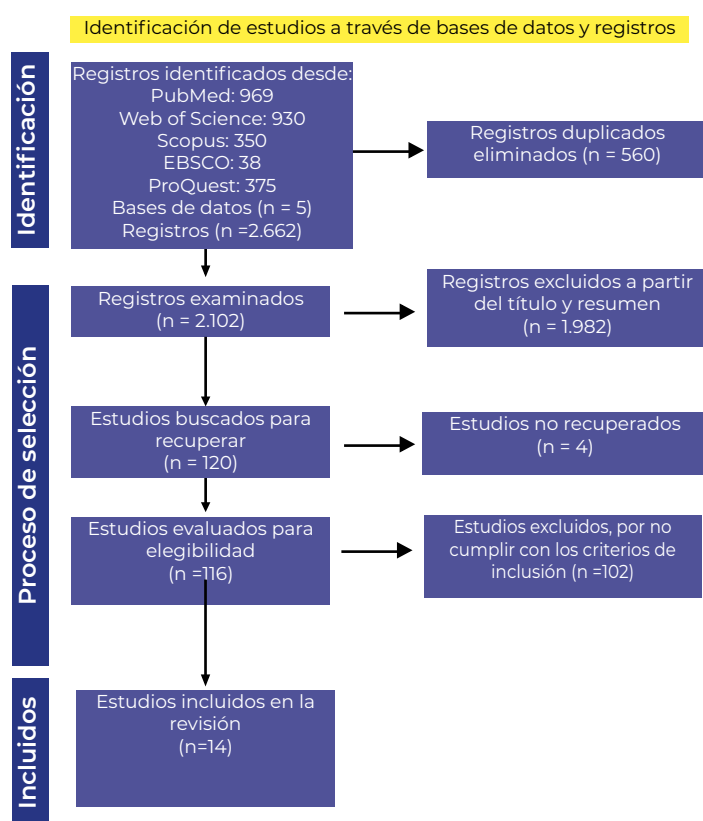 Identificación de estudios a través de bases de datos y registros
Identificación
Registros identificados desde:
PubMed: 969
Web of Science: 930
Scopus: 350
EBSCO: 38
ProQuest: 375
Bases de datos (n = 5)
Registros (n =2.662)
Registros duplicados
eliminados (n = 560)
Proceso de selección
Registros examinados
(n = 2.102)
Registros excluidos a partir
del título y resumen
(n = 1.982)
Estudios buscados para
recuperar
(n = 120)
Estudios no recuperados
(n = 4)
Estudios evaluados para
elegibilidad
(n =116)
Estudios excluidos, por no
cumplir con los criterios de
inclusión (n =102)
Incluidos
Estudios incluidos en la
revisión
(n=14)